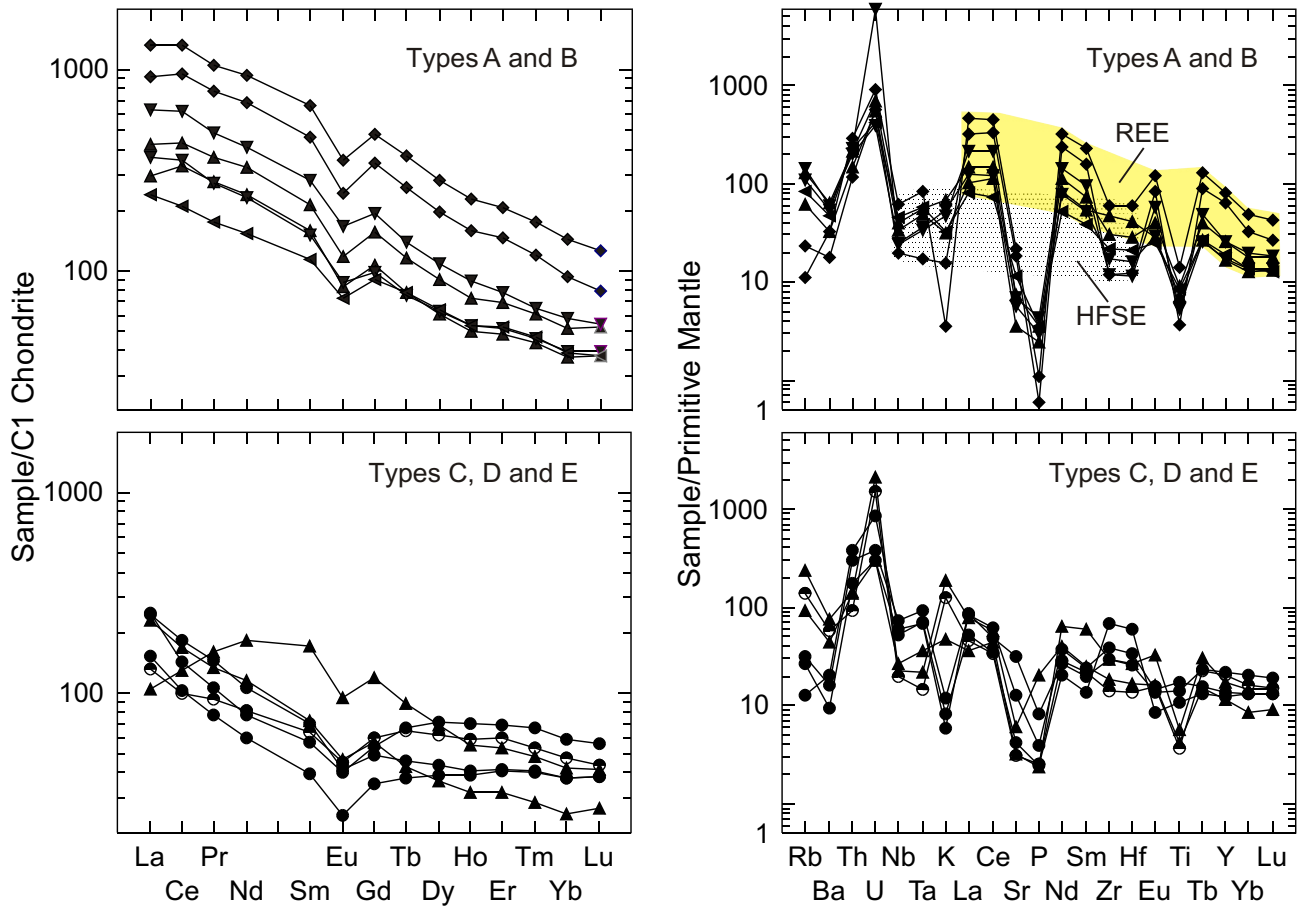 Sample/C1 Chondrite
1000
100
Types A and B
1000
100
Types C, D and E
La Pr Eu Tb Ho Tm Lu
Ce Nd Sm Gd Dy Er Yb
Sample/Primitive Mantle
1000
100
10
1
Types A and B
REE
HFSE
1000
100
10
1
Types C, D and E
Rb Th Nb K Ce P Sm Hf Ti Y Lu
Ba U Ta La Sr Nd Zr Eu Tb Yb